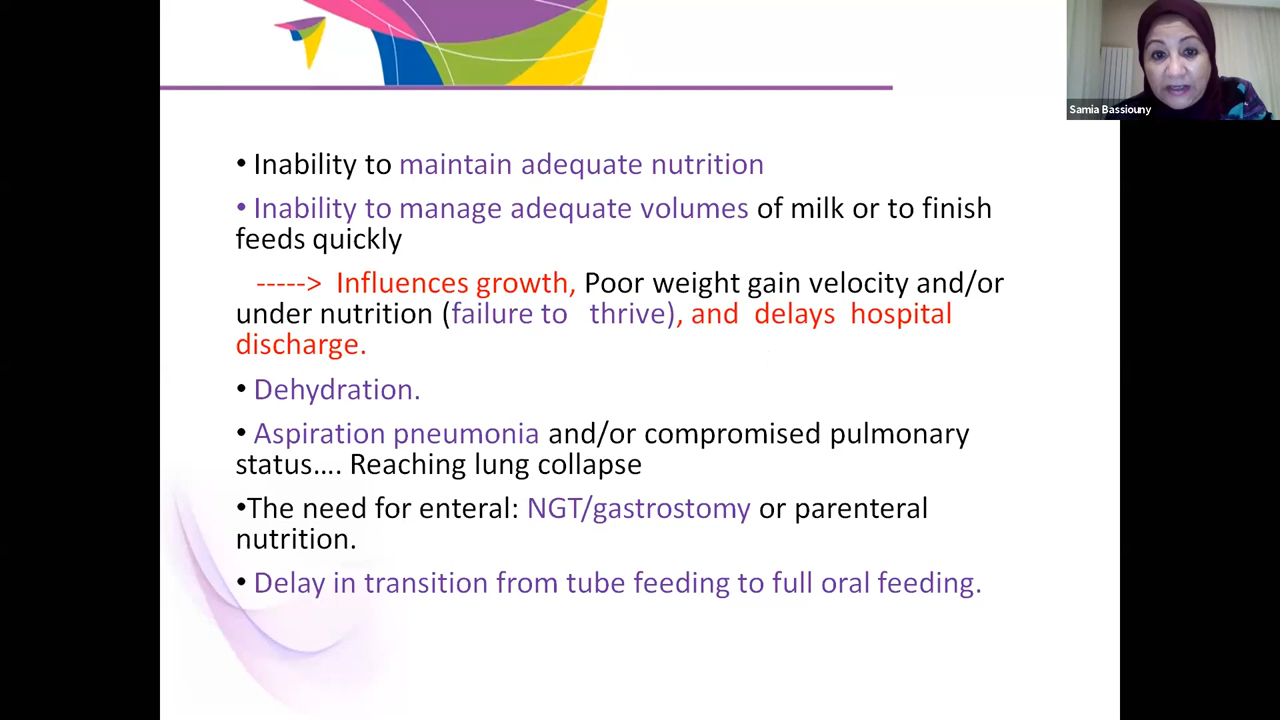 Samia Bassiouny
• Inability to maintain adequate nutrition
• Inability to manage adequate volumes of milk or to finish
feeds quickly
-----> Influences growth, Poor weight gain velocity and/or
under nutrition (failure to thrive), and delays hospital
discharge.
• Dehydration.
• Aspiration pneumonia and/or compromised pulmonary
status.... Reaching lung collapse
•The need for enteral: NGT/gastrostomy or parenteral
nutrition.
• Delay in transition from tube feeding to full oral feeding.